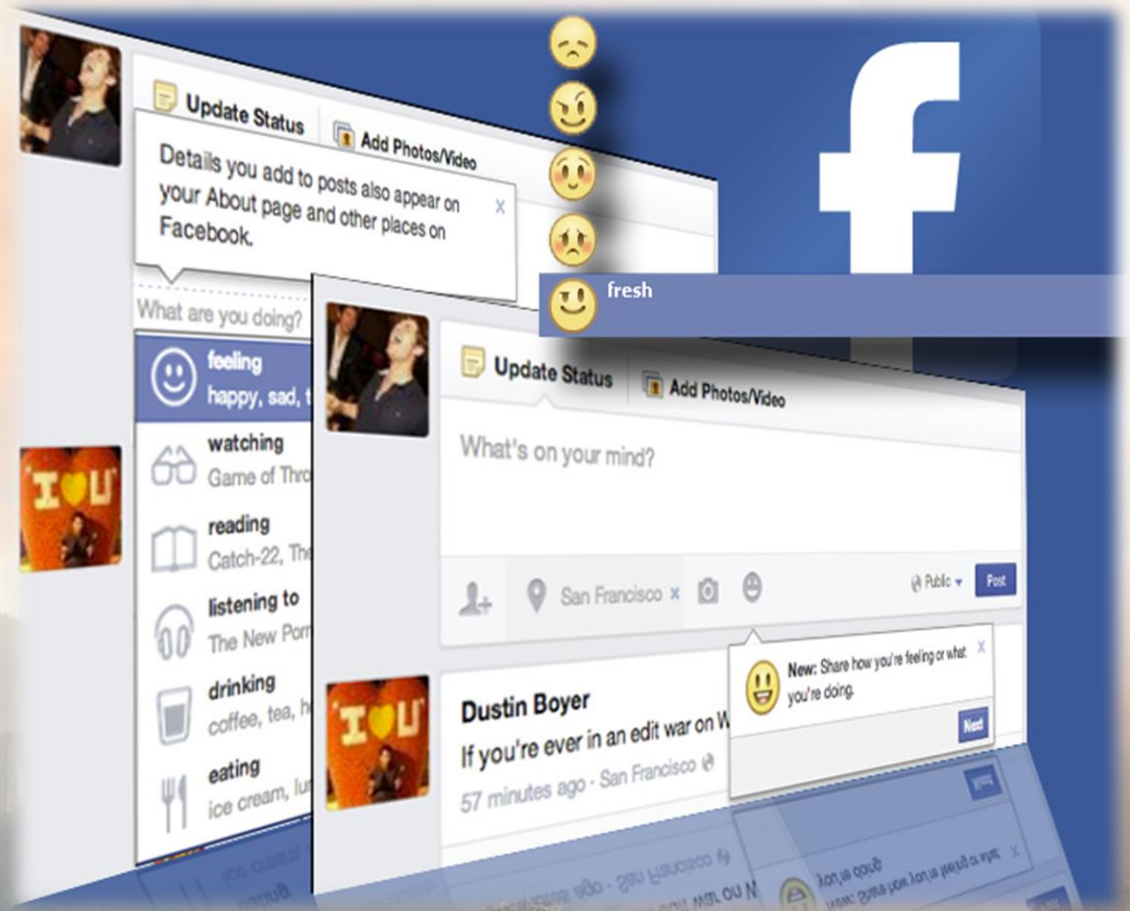 Update Status
Add Photos/Video
Details you add to posts also appear on
your About page and other places on
Facebook.
What are you doing?
feeling
happy, sad,
watching
Game of Thro
reading
Catch-22, The
listening to
The New Porn
drinking
coffee, tea, h
eating
ice cream, lun
fresh
f
Update Status
Add Photos/Video
What's on your mind?
San Francisco
Public
Post
New: Share how you're feeling or what
you're doing.
Next
I U
Dustin Boyer
If you're ever in an edit war on W
57 minutes ago · San Francisco